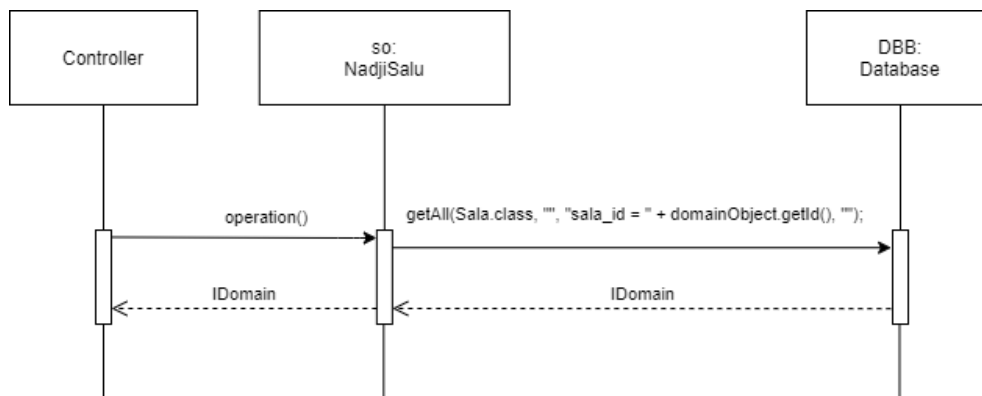 Controller
so:
NadjiSalu
DBB:
Database
operation()
getAll(Sala.class, "", "sala_id = " + domainObject.getId(), "");
IDomain
IDomain